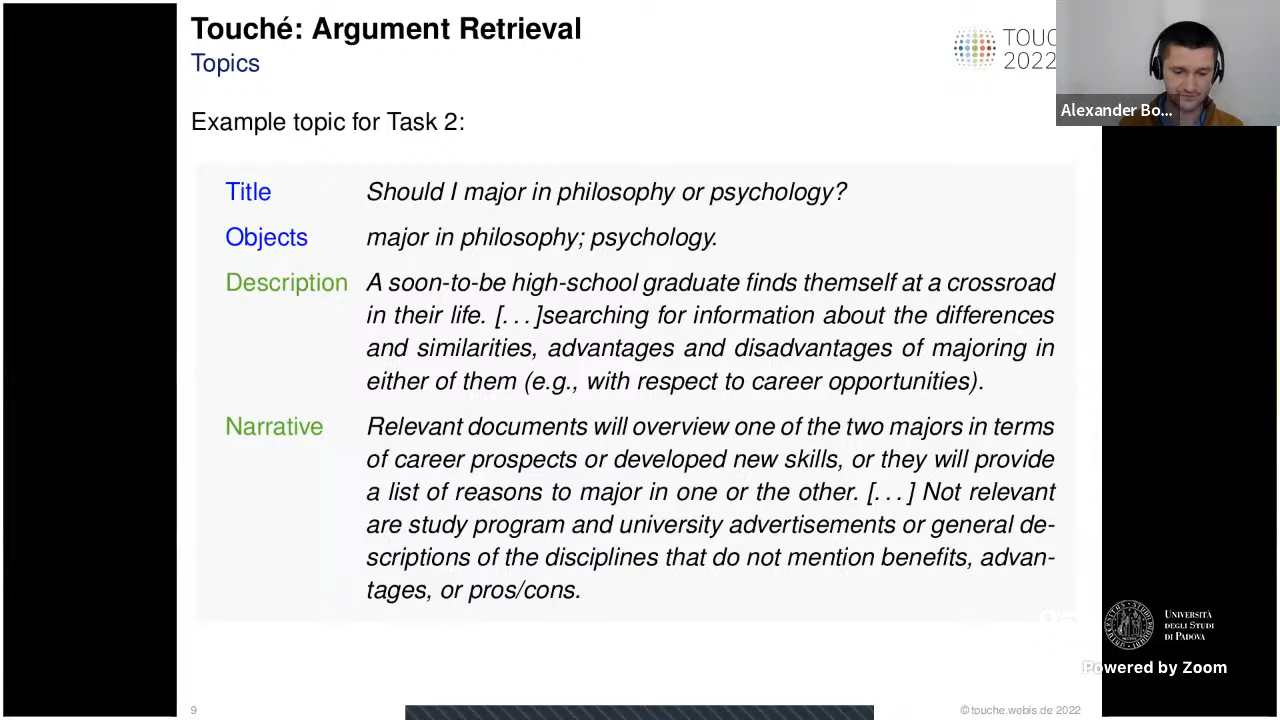 Touché: Argument Retrieval
Topics
TOUC
2022
Alexander Bo...
Example topic for Task 2:
Title Should I major in philosophy or psychology?
Objects major in philosophy; psychology.
Description A soon-to-be high-school graduate finds themself at a crossroad
in their life. [...]searching for information about the differences
and similarities, advantages and disadvantages of majoring in
either of them (e.g., with respect to career opportunities).
Narrative Relevant documents will overview one of the two majors in terms
of career prospects or developed new skills, or they will provide
a list of reasons to major in one or the other. [...] Not relevant
are study program and university advertisements or general de-
scriptions of the disciplines that do not mention benefits, advan-
tages, or pros/cons.
UNIVERSITÀ
DEGLI STUDI
DI PADOVA
Powered by Zoom
9
©touche.webis.de 2022